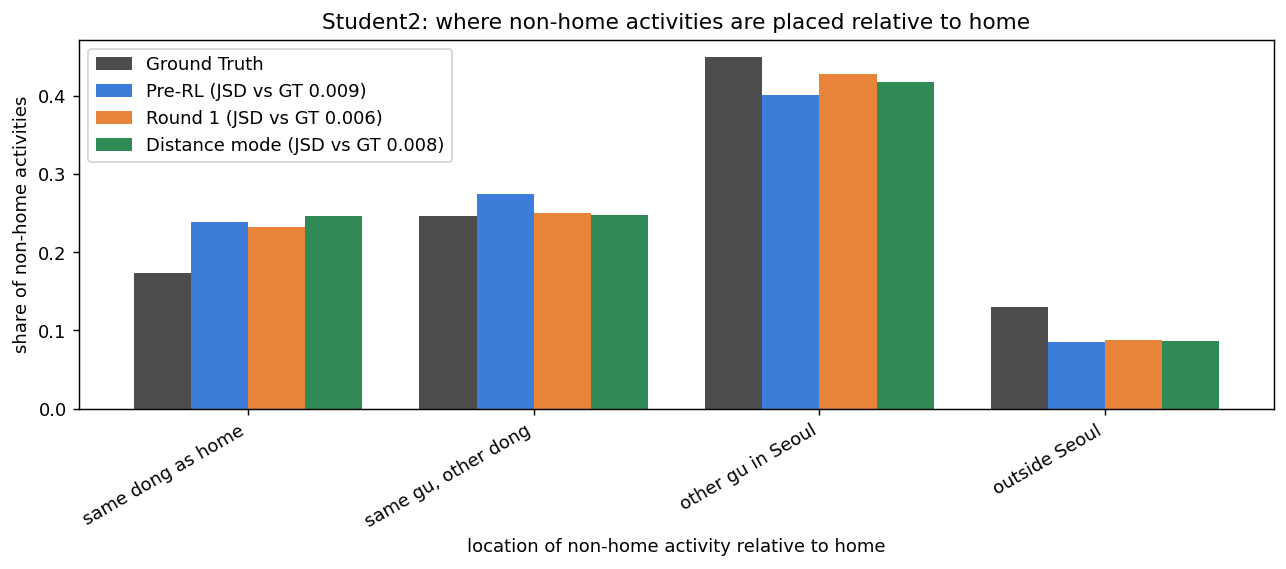 Student2: where non-home activities are placed relative to home
Ground Truth
Pre-RL (JSD vs GT 0.009)
Round 1 (JSD vs GT 0.006)
Distance mode (JSD vs GT 0.008)
share of non-home activities
0.4
0.3
0.2
0.1
0.0
same dong as home
same gu, other dong
other gu in Seoul
outside Seoul
location of non-home activity relative to home